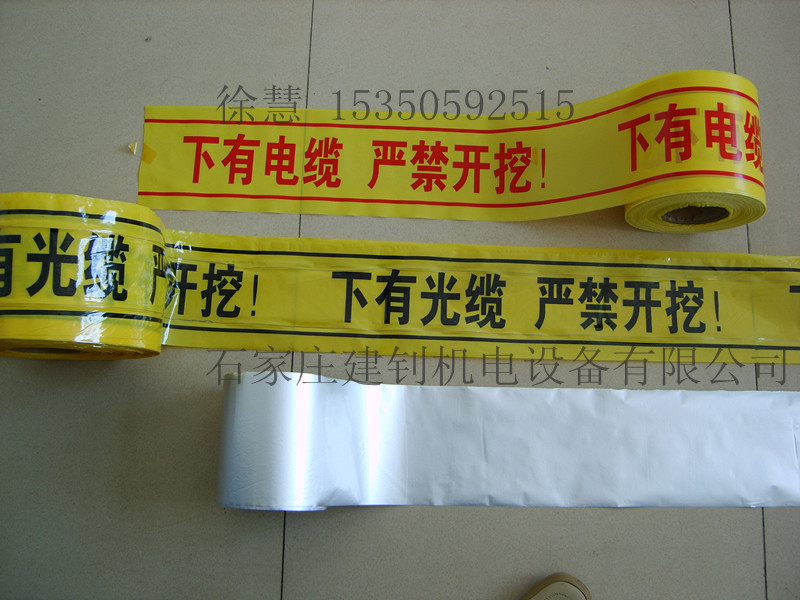 徐慧 15350592515
下有电缆 严禁开挖! 下有电缆
有光缆 严开挖! 下有光缆 严禁开挖!
石家庄建钊机电设备有限公司